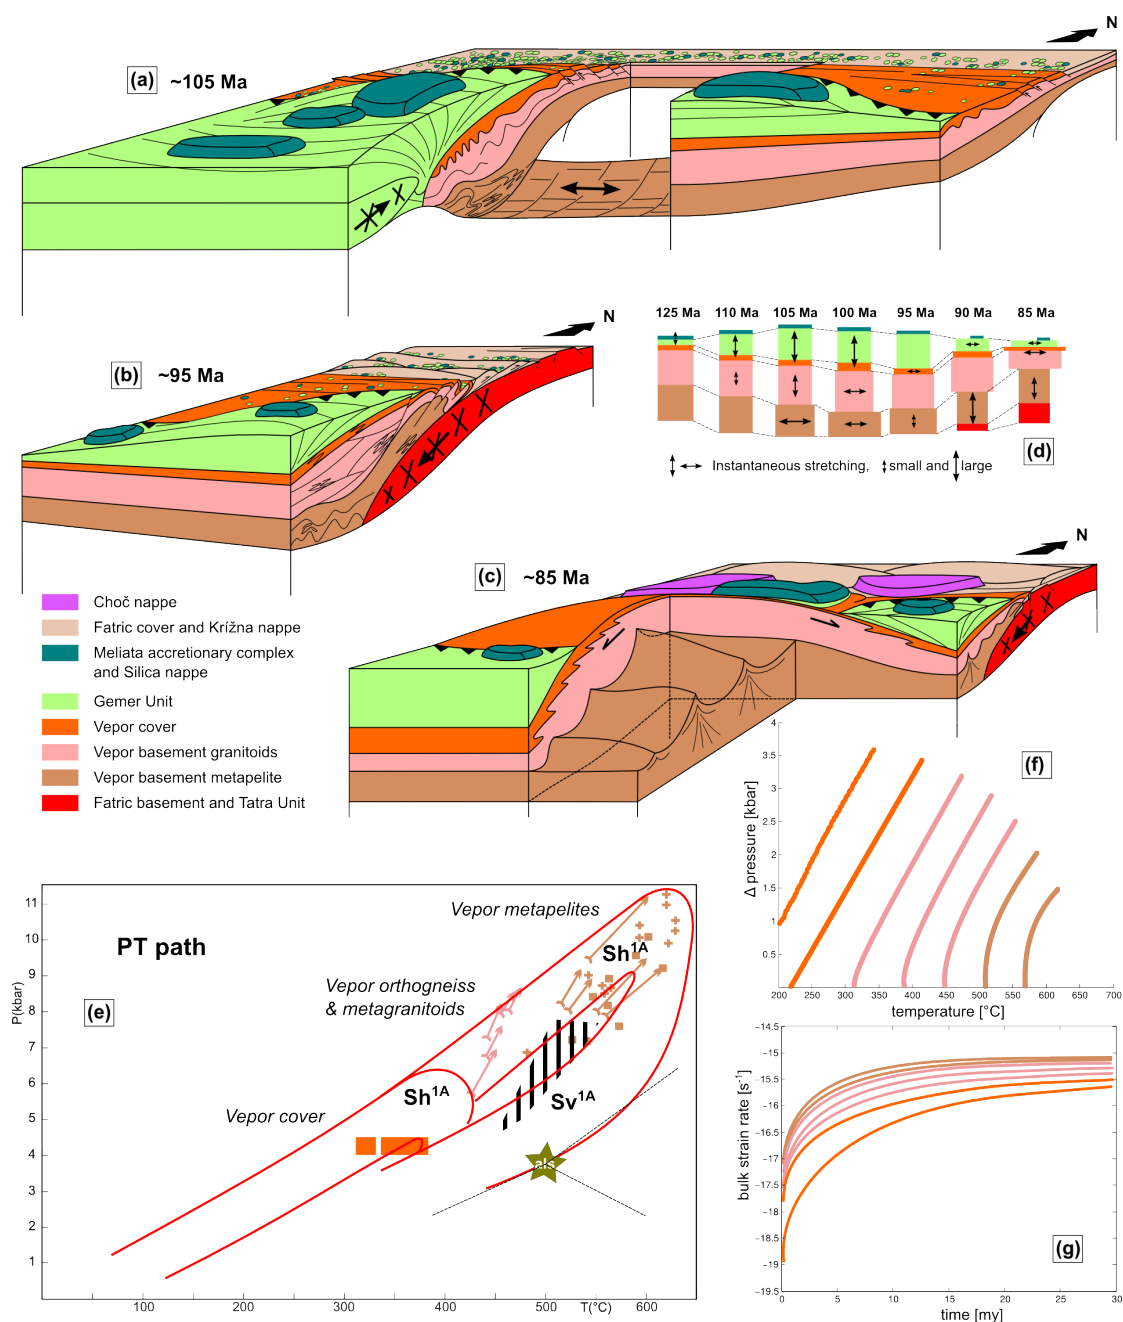 N
(a) ~105 Ma
N
(b) ~95 Ma
125 Ma 110 Ma 105 Ma 100 Ma 95 Ma 90 Ma 85 Ma
(d)
Instantaneous stretching, small and large
N
(c) ~85 Ma
Choč nappe
Fatric cover and Krížna nappe
Meliata accretionary complex
and Silica nappe
Gemer Unit
Vepor cover
Vepor basement granitoids
Vepor basement metapelite
Fatric basement and Tatra Unit
(f)
Δ pressure [kbar]
4
3.5
3
2.5
2
1.5
1
0.5
200 250 300 350 400 450 500 550 600 650 700
temperature [°C]
(e)
PT path
Vepor metapelites
Vepor orthogneiss
& metagranitoids
Vepor cover
Sh1A
Sh1A
Sv1A
als
P(kbar)
11
10
9
8
7
6
5
4
3
2
1
100 200 300 400 500 T(°C) 600
(g)
bulk strain rate [s-1]
−14.5
−15
−15.5
−16
−16.5
−17
−17.5
−18
−18.5
−19
−19.5
0 5 10 15 20 25 30
time [my]